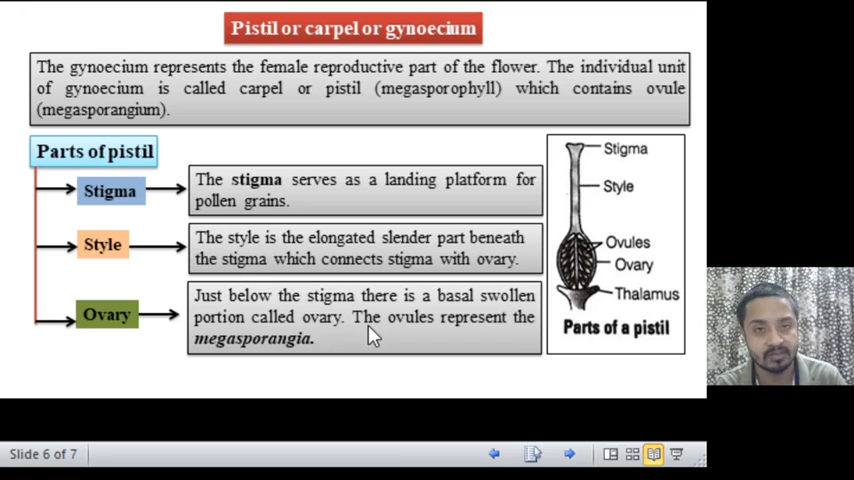 Pistil or carpel or gynoecium
The gynoecium represents the female reproductive part of the flower. The individual unit
of gynoecium is called carpel or pistil (megasporophyll) which contains ovule
(megasporangium).
Parts of pistil
Stigma
The stigma serves as a landing platform for
pollen grains.
Style
The style is the elongated slender part beneath
the stigma which connects stigma with ovary.
Ovary
Just below the stigma there is a basal swollen
portion called ovary. The ovules represent the
megasporangia.
Stigma
Style
Ovules
Ovary
Thalamus
Parts of a pistil
Slide 6 of 7